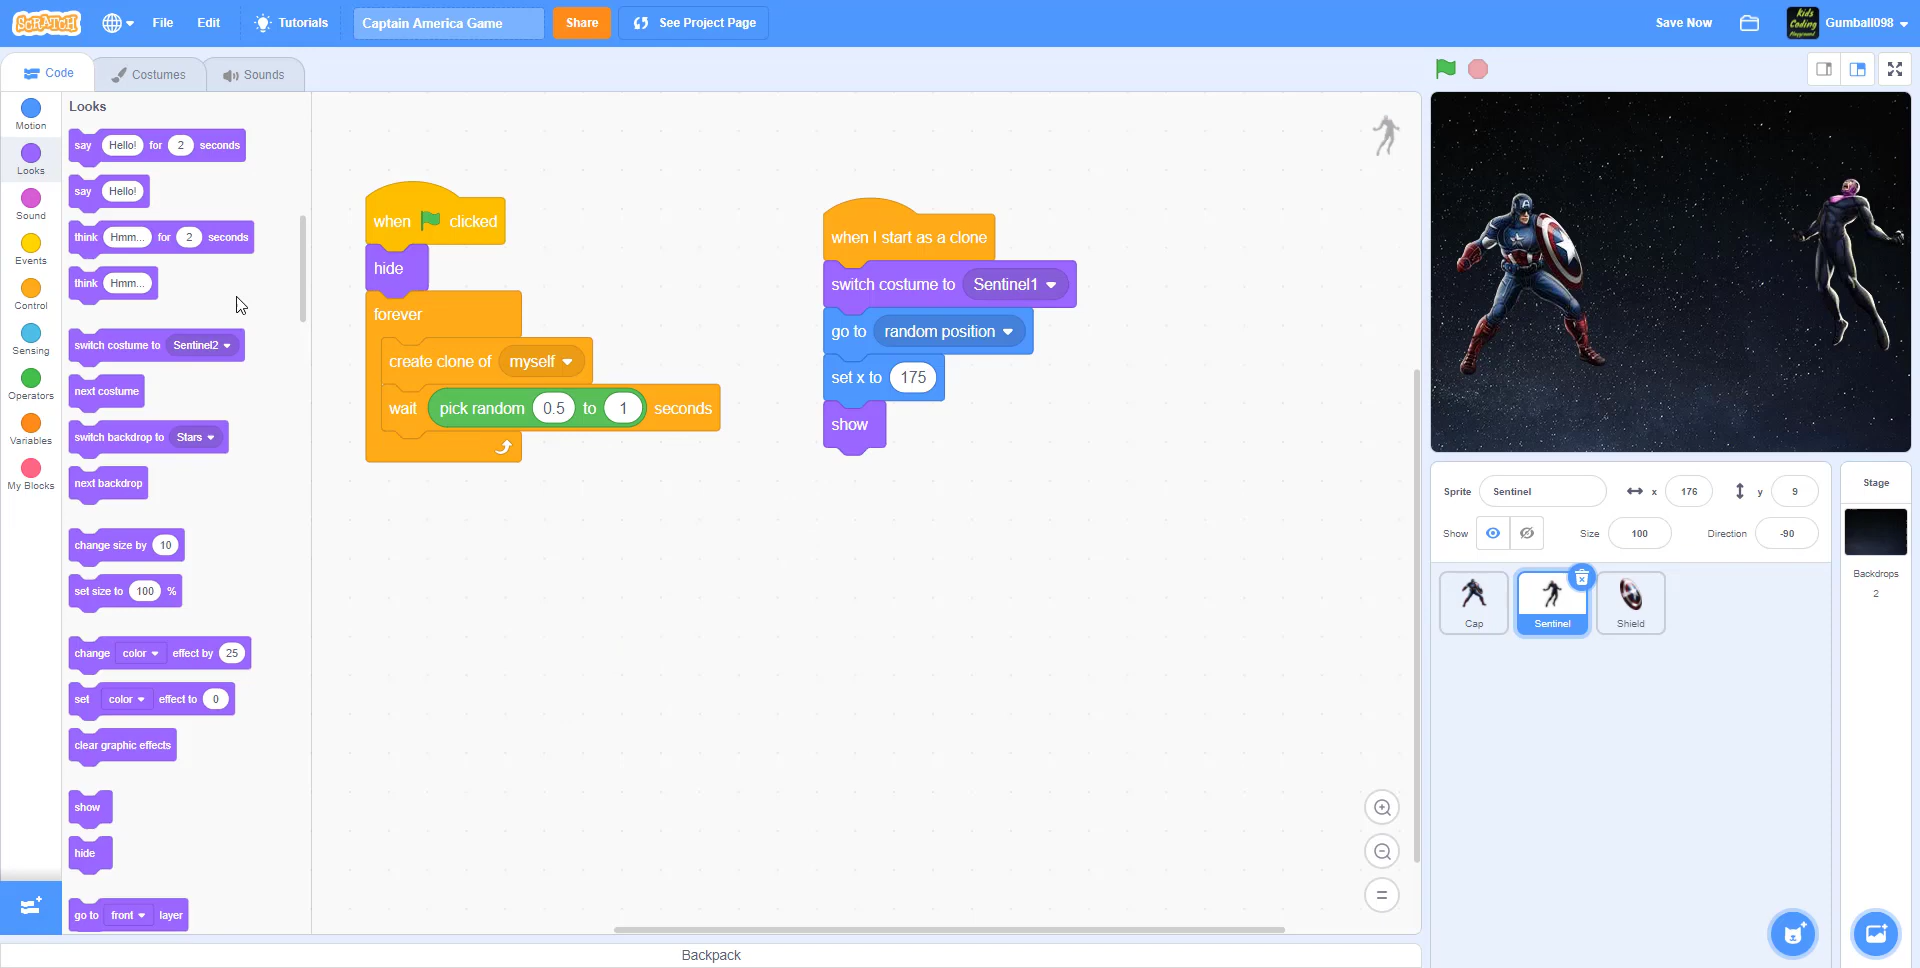 SCRATCH
File
Edit
Tutorials
Captain America Game
Share
See Project Page
Save Now
Kids
Coding
Playground
Gumball098
Code
Costumes
Sounds
Motion
Looks
Sound
Events
Control
Sensing
Operators
Variables
My Blocks
Looks
say Hello! for 2 seconds
say Hello!
think Hmm... for 2 seconds
think Hmm...
switch costume to Sentinel2
next costume
switch backdrop to Stars
next backdrop
change size by 10
set size to 100 %
change color effect by 25
set color effect to 0
clear graphic effects
show
hide
go to front layer
when clicked
hide
forever
create clone of myself
wait pick random 0.5 to 1 seconds
when I start as a clone
switch costume to Sentinel1
go to random position
set x to 175
show
Sprite Sentinel x 176 y 9
Show Size 100 Direction -90
Cap
Sentinel
Shield
Stage
Backdrops
2
Backpack